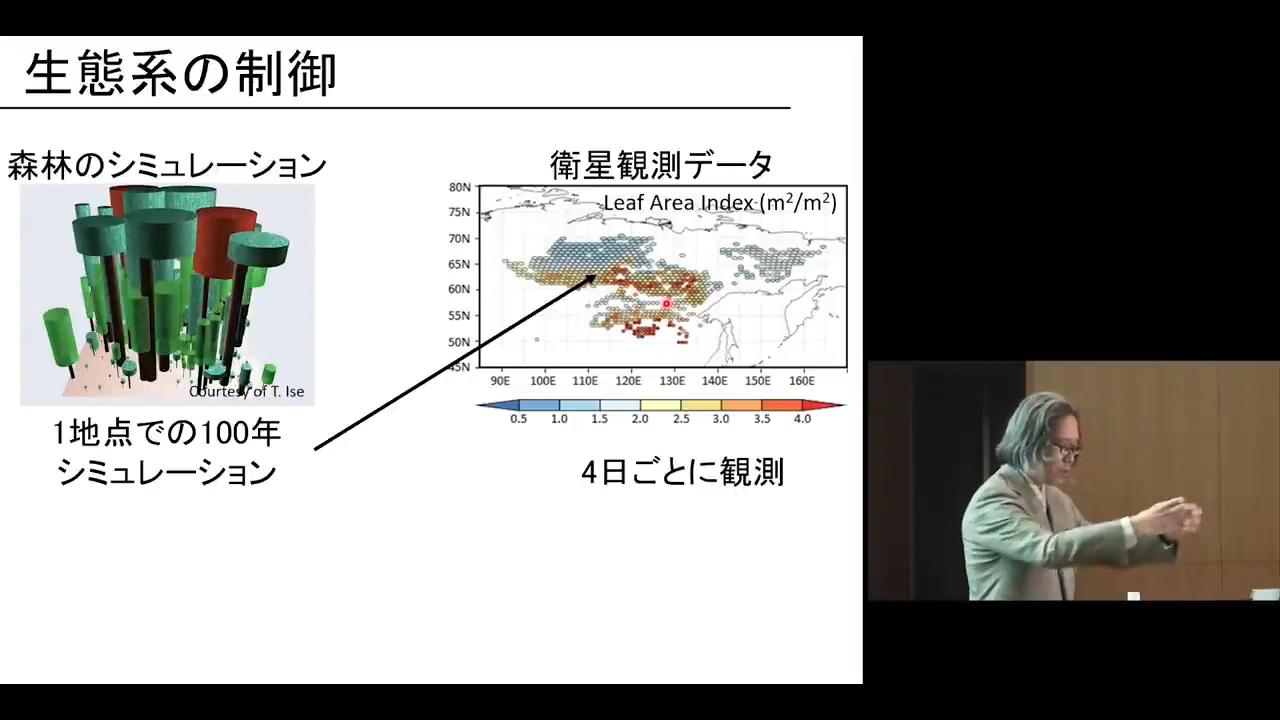 生態系の制御
森林のシミュレーション
Courtesy of T. Ise
1地点での100年
シミュレーション
衛星観測データ
Leaf Area Index (m²/m²)
80N
75N
70N
65N
60N
55N
50N
45N
90E 100E 110E 120E 130E 140E 150E 160E
0.5 1.0 1.5 2.0 2.5 3.0 3.5 4.0
4日ごとに観測